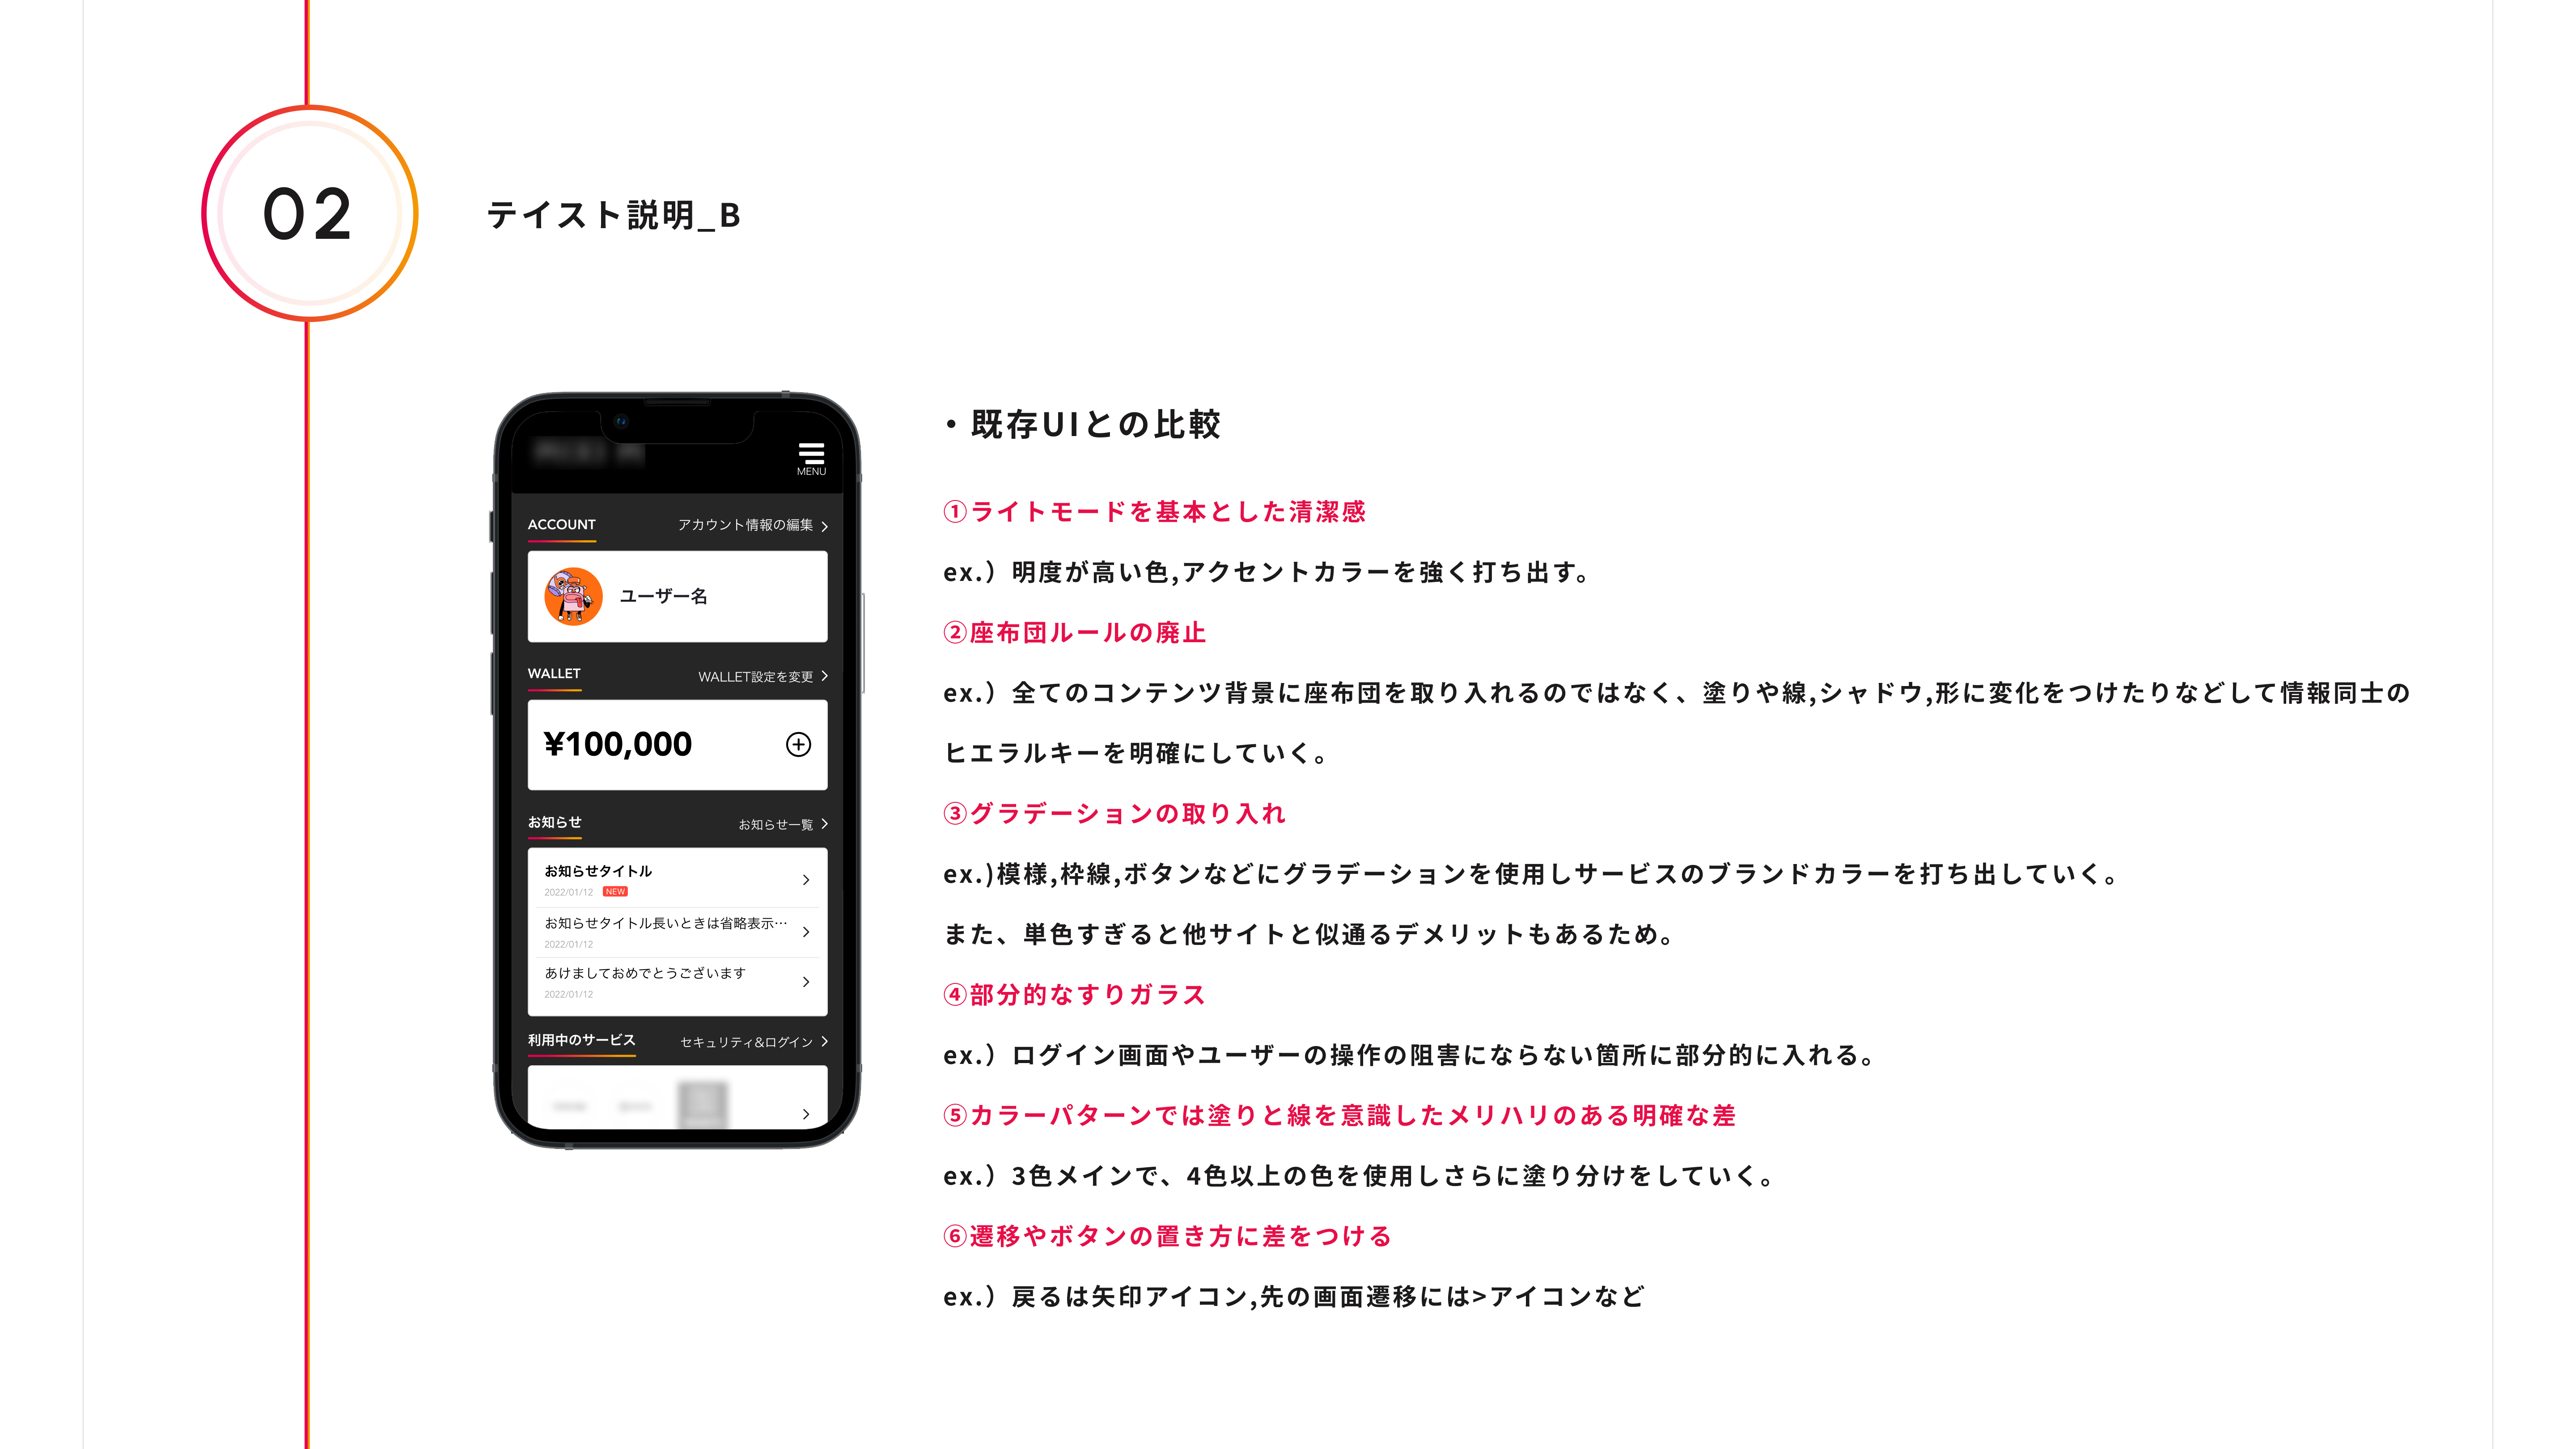 02
テイスト説明_B
MENU
ACCOUNT
アカウント情報の編集
ユーザー名
WALLET
WALLET設定を変更
¥100,000
お知らせ
お知らせ一覧
お知らせタイトル
2022/01/12 NEW
お知らせタイトル長いときは省略表示…
2022/01/12
あけましておめでとうございます
2022/01/12
利用中のサービス
セキュリティ&ログイン
・既存UIとの比較
①ライトモードを基本とした清潔感
ex.）明度が高い色,アクセントカラーを強く打ち出す。
②座布団ルールの廃止
ex.）全てのコンテンツ背景に座布団を取り入れるのではなく、塗りや線,シャドウ,形に変化をつけたりなどして情報同士の
ヒエラルキーを明確にしていく。
③グラデーションの取り入れ
ex.)模様,枠線,ボタンなどにグラデーションを使用しサービスのブランドカラーを打ち出していく。
また、単色すぎると他サイトと似通るデメリットもあるため。
④部分的なすりガラス
ex.）ログイン画面やユーザーの操作の阻害にならない箇所に部分的に入れる。
⑤カラーパターンでは塗りと線を意識したメリハリのある明確な差
ex.）3色メインで、4色以上の色を使用しさらに塗り分けをしていく。
⑥遷移やボタンの置き方に差をつける
ex.）戻るは矢印アイコン,先の画面遷移には>アイコンなど